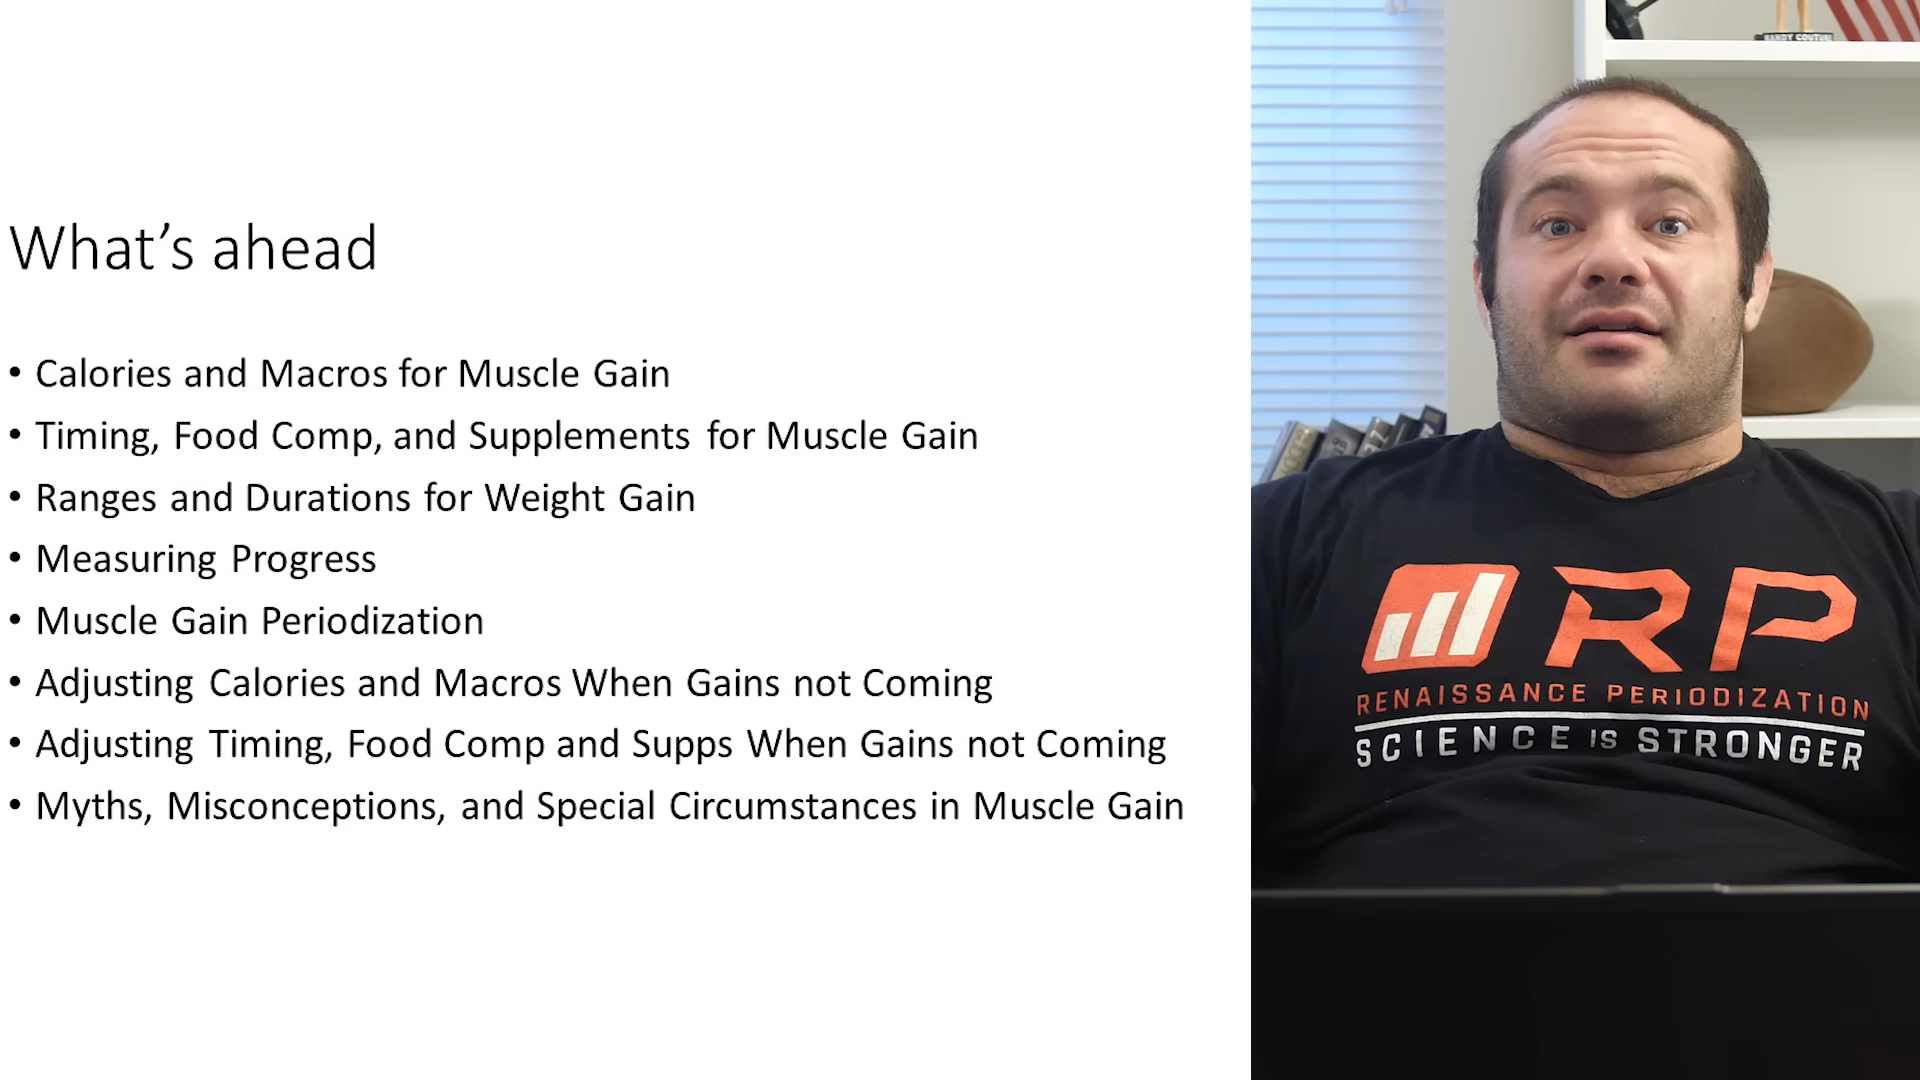 What's ahead
• Calories and Macros for Muscle Gain
• Timing, Food Comp, and Supplements for Muscle Gain
• Ranges and Durations for Weight Gain
• Measuring Progress
• Muscle Gain Periodization
• Adjusting Calories and Macros When Gains not Coming
• Adjusting Timing, Food Comp and Supps When Gains not Coming
• Myths, Misconceptions, and Special Circumstances in Muscle Gain
RANDY COUTURE
RP
RENAISSANCE PERIODIZATION
SCIENCE IS STRONGER